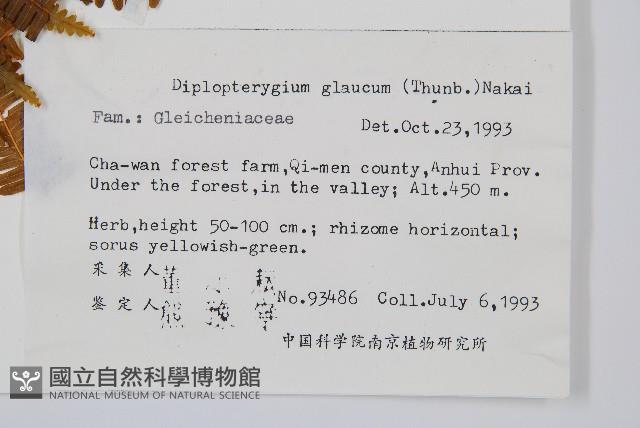 Diplopterygium glaucum (Thunb.)Nakai
Fam.: Gleicheniaceae
Det.Oct.23,1993
Cha-wan forest farm,Qi-men county,Anhui Prov.
Under the forest,in the valley; Alt.450 m.
Herb,height 50-100 cm.; rhizome horizontal;
sorus yellowish-green.
采集人
鉴定人
No.93486 Coll.July 6,1993
中国科学院南京植物研究所
國立自然科學博物館
NATIONAL MUSEUM OF NATURAL SCIENCE